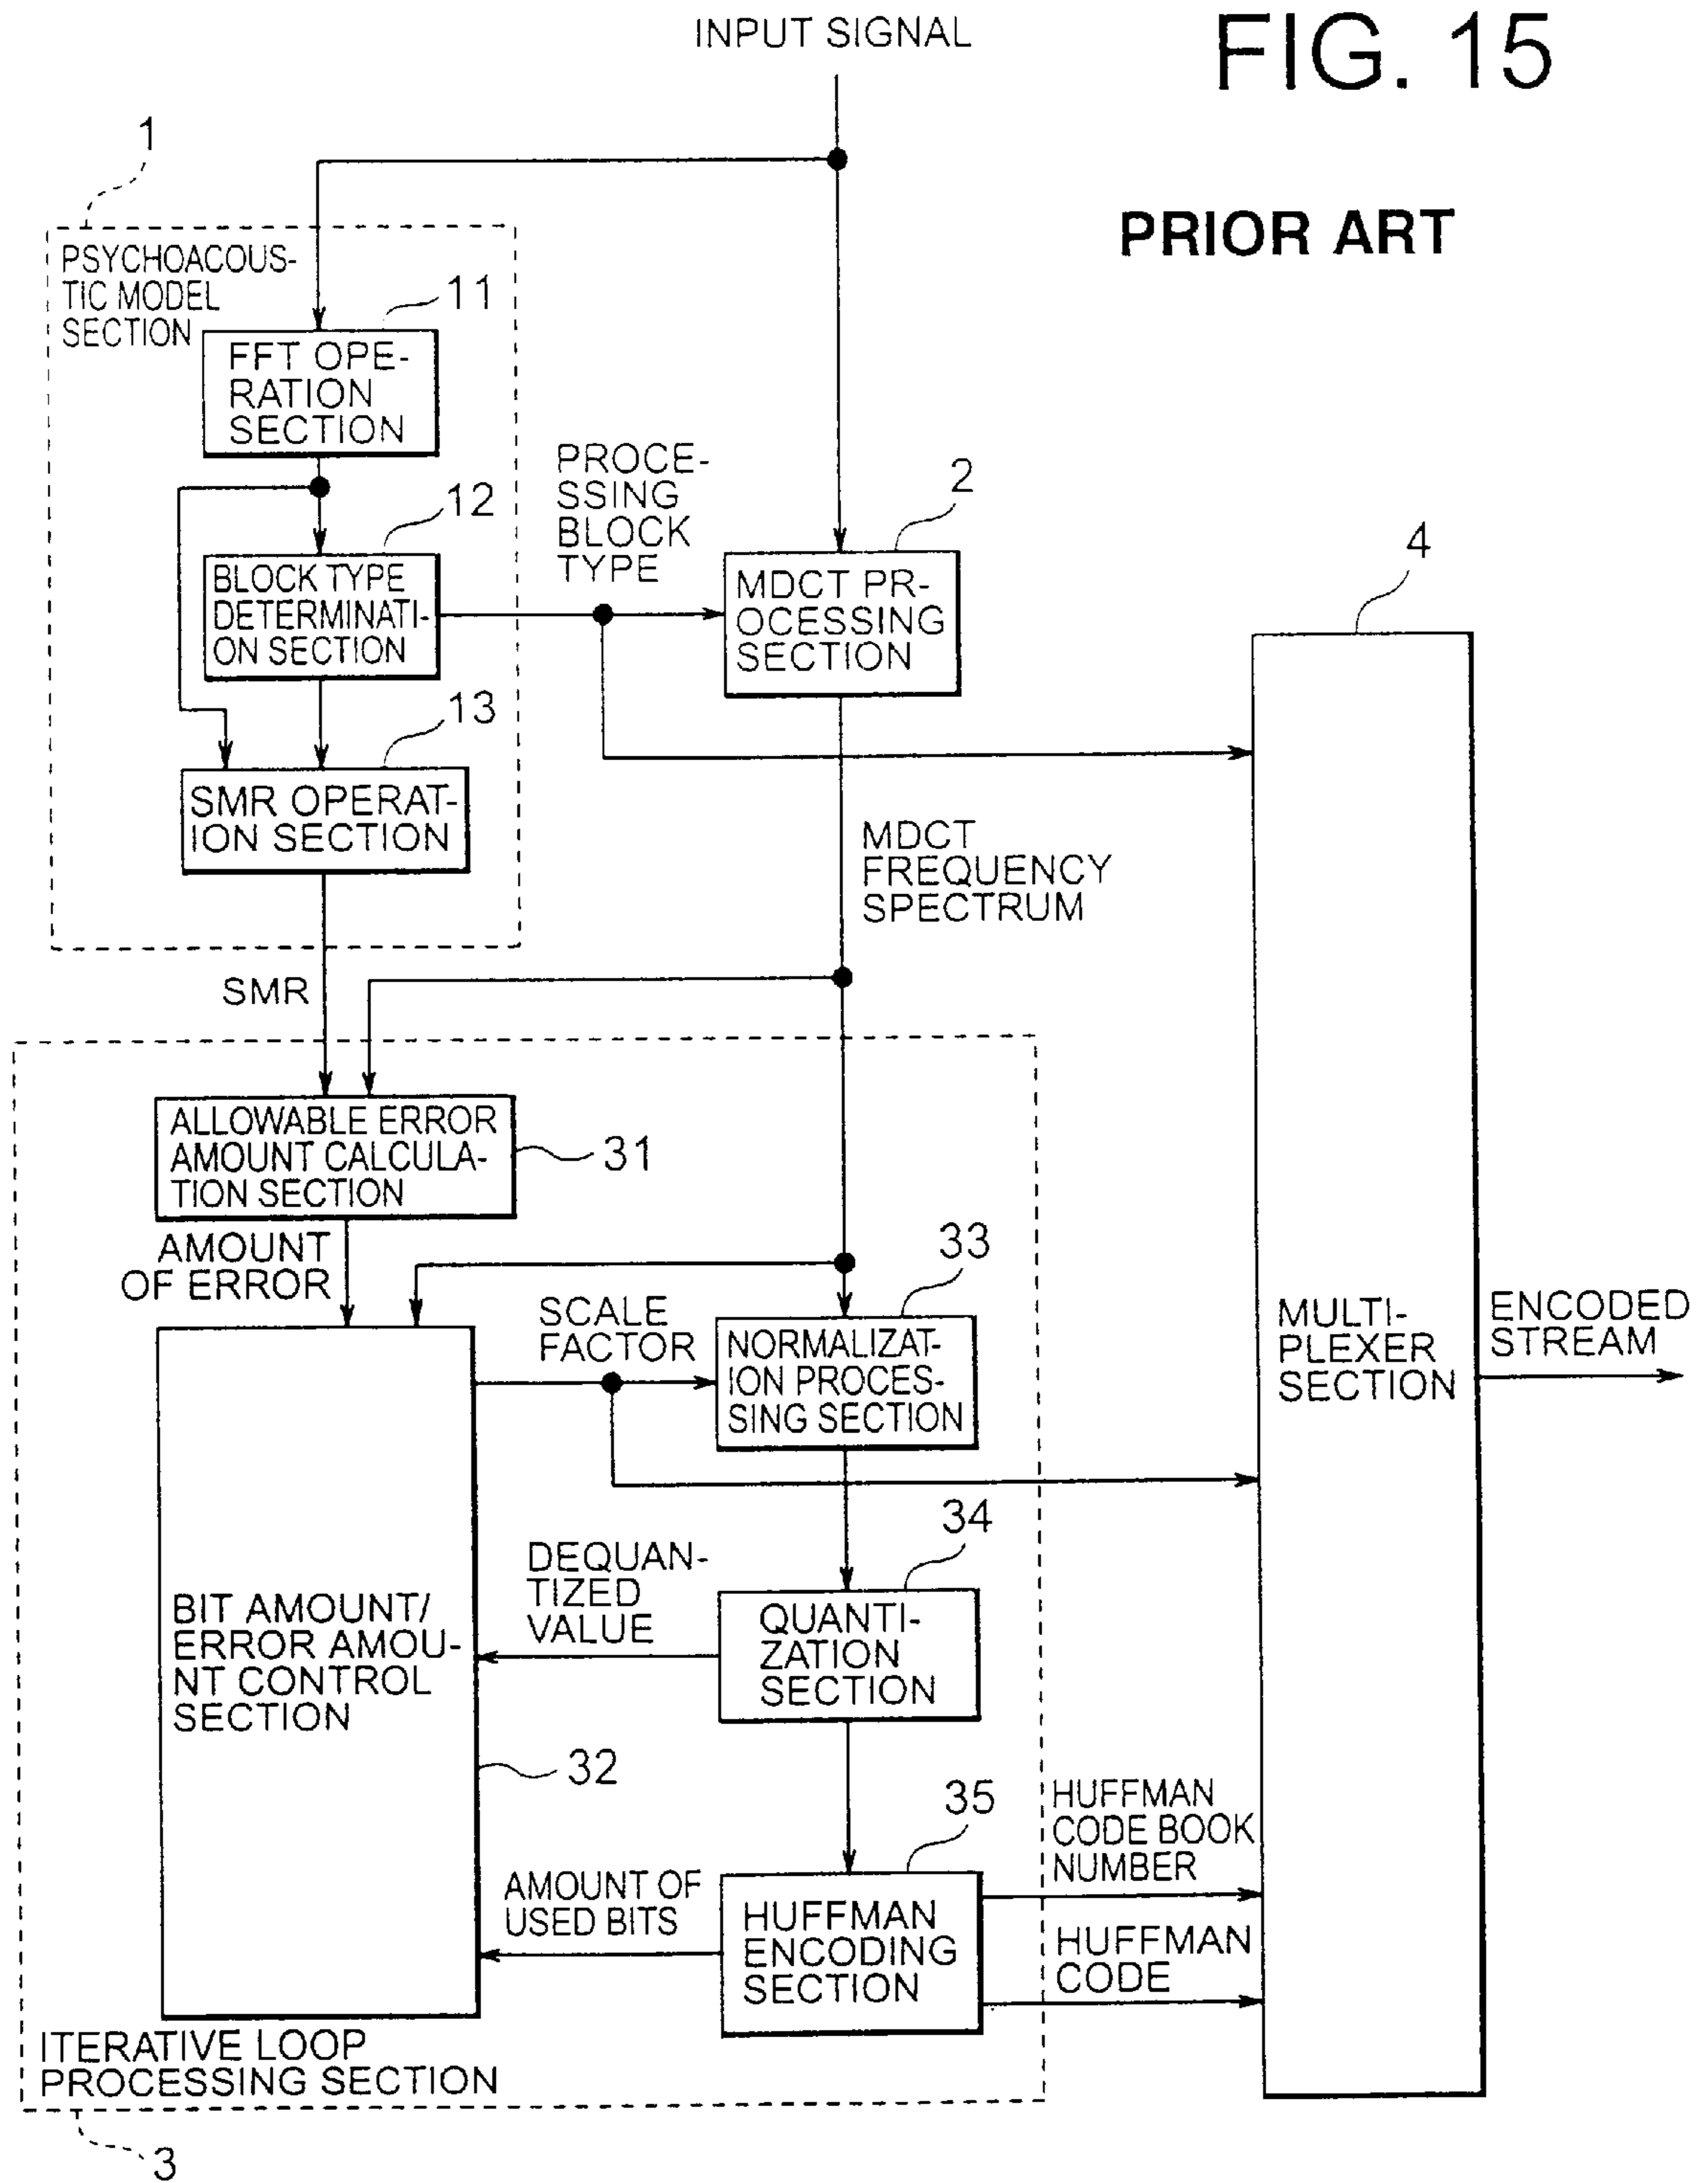 INPUT SIGNAL
FIG. 15
PRIOR ART
1
PSYCHOACOUS-
TIC MODEL
SECTION
11
FFT OPE-
RATION
SECTION
12
BLOCK TYPE
DETERMINATI-
ON SECTION
PROCE-
SSING
BLOCK
TYPE
2
MDCT PR-
OCESSING
SECTION
4
13
SMR OPERAT-
ION SECTION
MDCT
FREQUENCY
SPECTRUM
SMR
ALLOWABLE ERROR
AMOUNT CALCULA-
TION SECTION
31
AMOUNT
OF ERROR
33
SCALE
FACTOR
NORMALIZAT-
ION PROCES-
SING SECTION
MULTI-
PLEXER
SECTION
ENCODED
STREAM
34
DEQUAN-
TIZED
VALUE
QUANTI-
ZATION
SECTION
BIT AMOUNT/
ERROR AMOU-
NT CONTROL
SECTION
32
35
HUFFMAN
CODE BOOK
NUMBER
AMOUNT OF
USED BITS
HUFFMAN
ENCODING
SECTION
HUFFMAN
CODE
ITERATIVE LOOP
PROCESSING SECTION
3